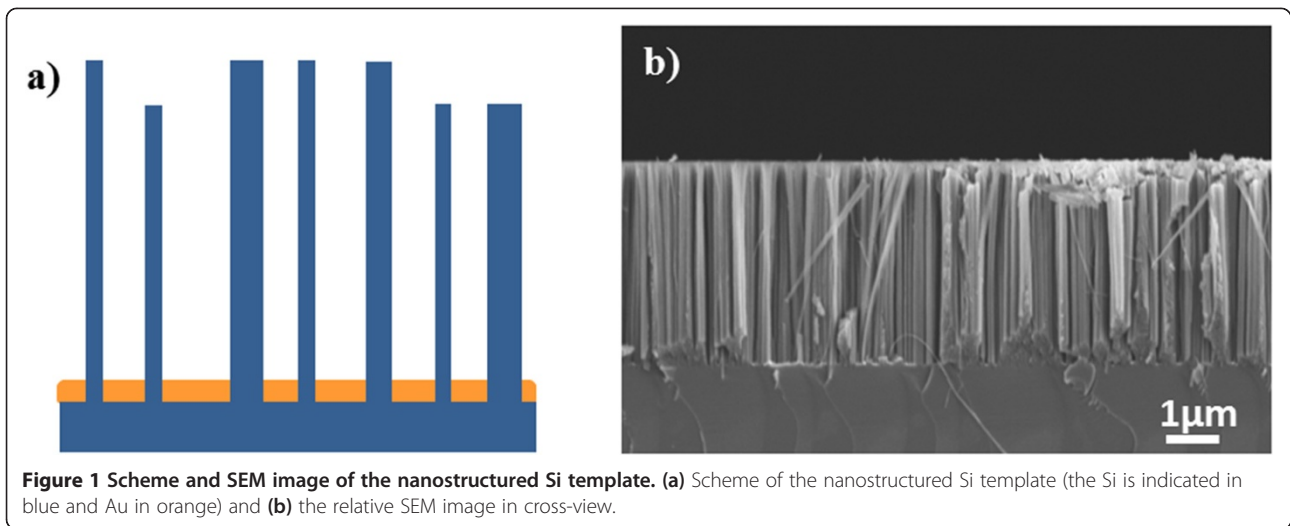 a)
b)
1μm
Figure 1 Scheme and SEM image of the nanostructured Si template. (a) Scheme of the nanostructured Si template (the Si is indicated in
blue and Au in orange) and (b) the relative SEM image in cross-view.